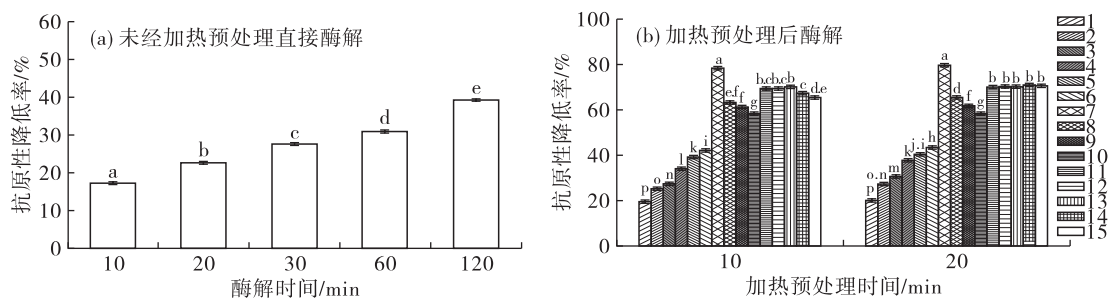 60
50
40
30
20
10
0
抗原性降低率/%
(a) 未经加热预处理直接酶解
a
b
c
d
e
10 20 30 60 120
酶解时间/min
100
80
60
40
20
0
抗原性降低率/%
(b) 加热预处理后酶解
p o n l k i a e,f f g b,c b,c b c d,e
p o,n m k j,i h a d f g b b b b b
10 20
加热预处理时间/min
1
2
3
4
5
6
7
8
9
10
11
12
13
14
15